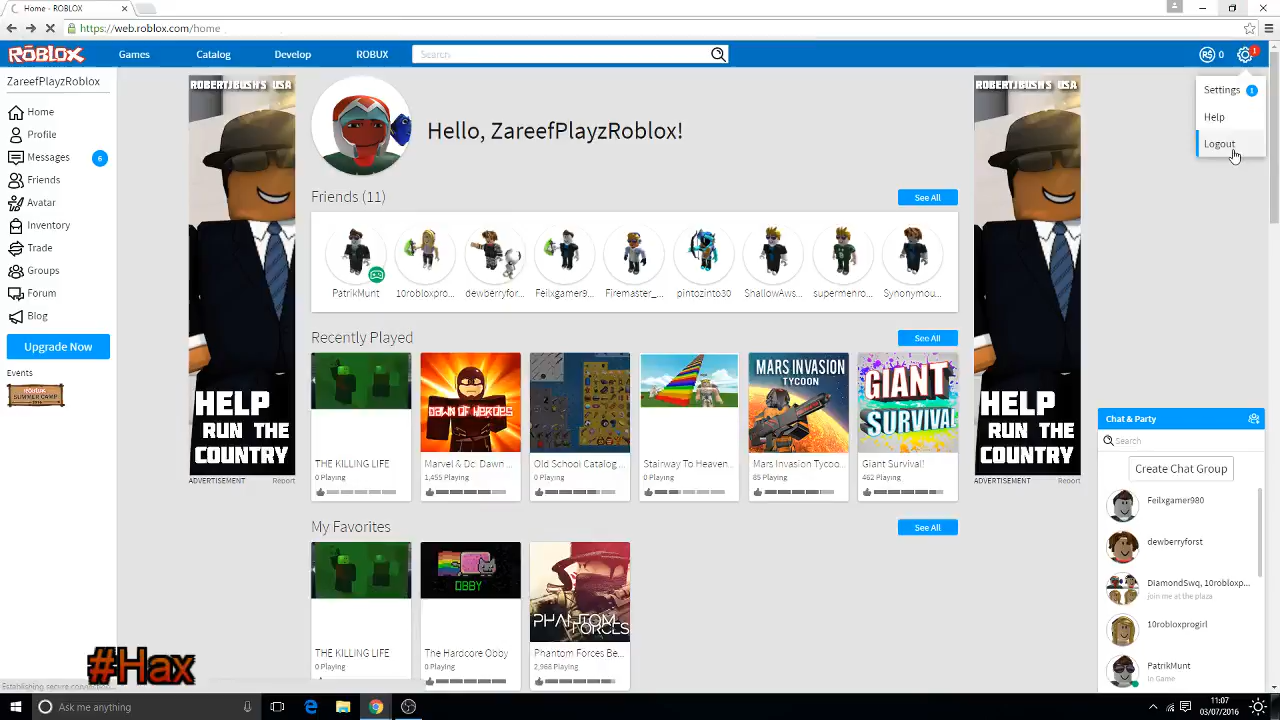 Home - ROBLOX
https://web.roblox.com/home
ROBLOX
Games
Catalog
Develop
ROBUX
Search
R$ 0
1
ZareefPlayzRoblox
Home
Profile
Messages
6
Friends
Avatar
Inventory
Trade
Groups
Forum
Blog
Upgrade Now
Events
ROBLOX
SUMMER CAMP
ROBERTJBUSH'S USA
HELP
RUN THE
COUNTRY
ADVERTISEMENT
Report
Hello, ZareefPlayzRoblox!
Friends (11)
See All
PatrikMunt
10robloxpro...
dewberryfor...
Feilxgamer9...
Firemaster_...
pintozinto30
ShallowAws...
supermenro...
Synonymou...
Recently Played
See All
MARS INVASION
TYCOON
GIANT
SURVIVAL
DAWN OF HEROES
THE KILLING LIFE
0 Playing
Marvel & Dc: Dawn ...
1,455 Playing
Old School Catalog...
0 Playing
Stairway To Heaven...
0 Playing
Mars Invasion Tycoo...
85 Playing
Giant Survival!
462 Playing
My Favorites
See All
OBBY
PHANTOM
FORCES
THE KILLING LIFE
0 Playing
The Hardcore Obby
0 Playing
Phantom Forces Be...
2,968 Playing
ROBERTJBUSH'S USA
HELP
RUN THE
COUNTRY
ADVERTISEMENT
Report
Settings
1
Help
Logout
Chat & Party
Search
Create Chat Group
Feilxgamer980
dewberryforst
DiamondSwq, 10robloxp...
join me at the plaza
10robloxprogirl
PatrikMunt
In Game
#Hax
Establishing secure connection...
Ask me anything
11:07
03/07/2016